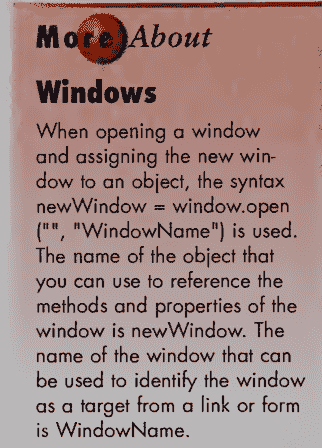 More About
Windows
When opening a window
and assigning the new win-
dow to an object, the syntax
newWindow = window.open
("", "WindowName") is used.
The name of the object that
you can use to reference the
methods and properties of the
window is newWindow. The
name of the window that can
be used to identify the window
as a target from a link or form
is WindowName.